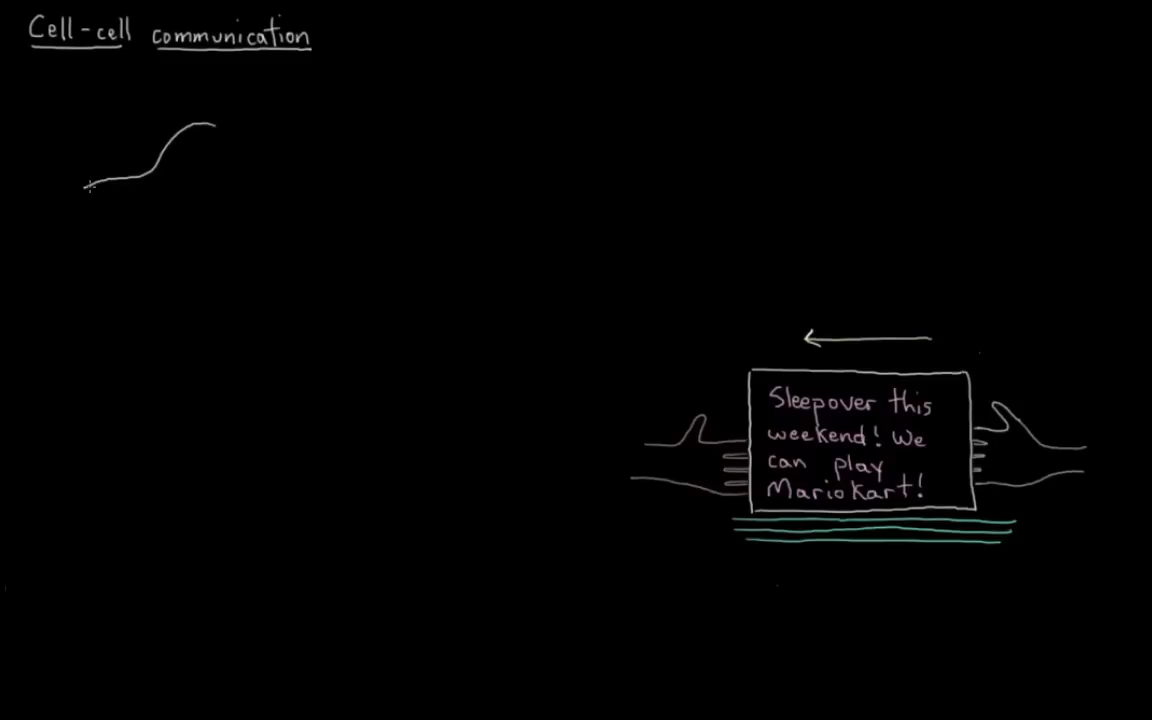 Cell-cell communication
Sleepover this
weekend! We
can play
MarioKart!